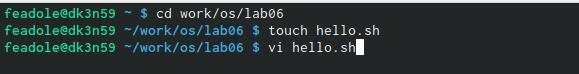 feadole@dk3n59 ~ $ cd work/os/lab06
feadole@dk3n59 ~/work/os/lab06 $ touch hello.sh
feadole@dk3n59 ~/work/os/lab06 $ vi hello.sh